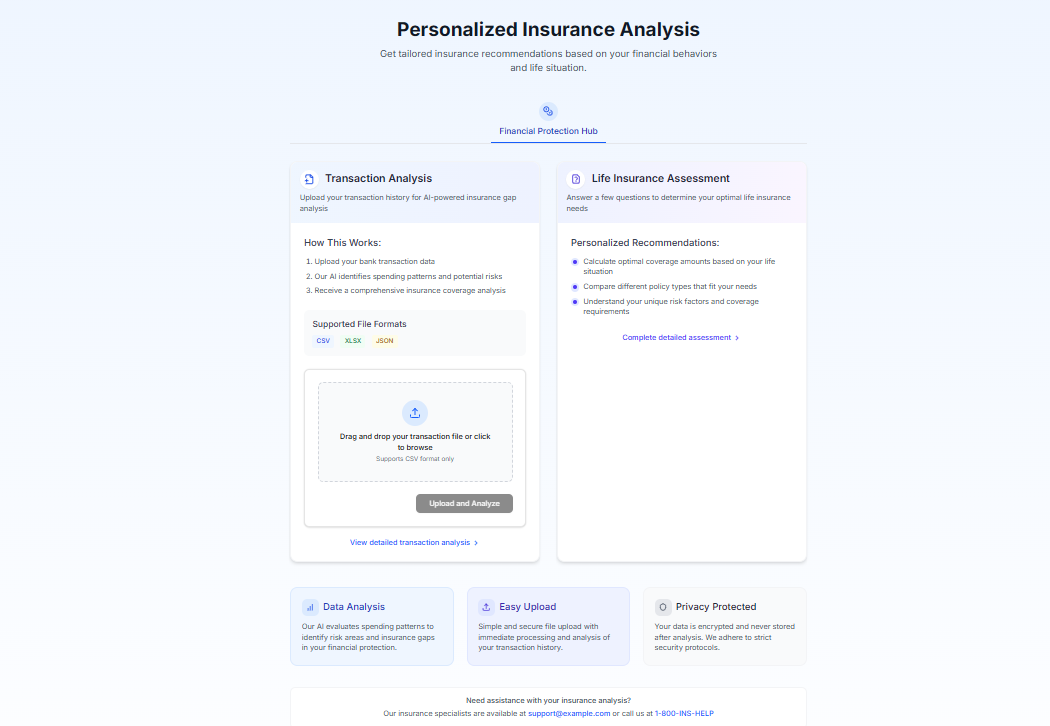 Personalized Insurance Analysis
Get tailored insurance recommendations based on your financial behaviors
and life situation.
Financial Protection Hub
Transaction Analysis
Upload your transaction history for AI-powered insurance gap
analysis
How This Works:
1. Upload your bank transaction data
2. Our AI identifies spending patterns and potential risks
3. Receive a comprehensive insurance coverage analysis
Supported File Formats
CSV XLSX JSON
Drag and drop your transaction file or click
to browse
Supports CSV format only
Upload and Analyze
View detailed transaction analysis
Life Insurance Assessment
Answer a few questions to determine your optimal life insurance
needs
Personalized Recommendations:
Calculate optimal coverage amounts based on your life
situation
Compare different policy types that fit your needs
Understand your unique risk factors and coverage
requirements
Complete detailed assessment
Data Analysis
Our AI evaluates spending patterns to
identify risk areas and insurance gaps
in your financial protection.
Easy Upload
Simple and secure file upload with
immediate processing and analysis of
your transaction history.
Privacy Protected
Your data is encrypted and never stored
after analysis. We adhere to strict
security protocols.
Need assistance with your insurance analysis?
Our insurance specialists are available at support@example.com or call us at 1-800-INS-HELP